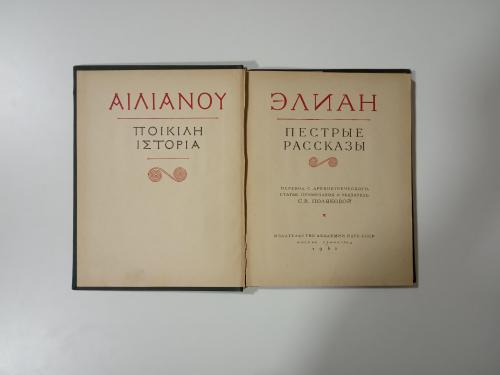 ΑΙΛΙΑΝΟΥ
ΠΟΙΚΙΛΗ
ΙΣΤΟΡΙΑ
ЭЛИАН
ПЕСТРЫЕ
РАССКАЗЫ
ПЕРЕВОД С ДРЕВНЕГРЕЧЕСКОГО,
СТАТЬЯ, ПРИМЕЧАНИЯ И УКАЗАТЕЛЬ
С.В. ПОЛЯКОВОЙ
ИЗДАТЕЛЬСТВО АКАДЕМИИ НАУК СССР
МОСКВА ЛЕНИНГРАД